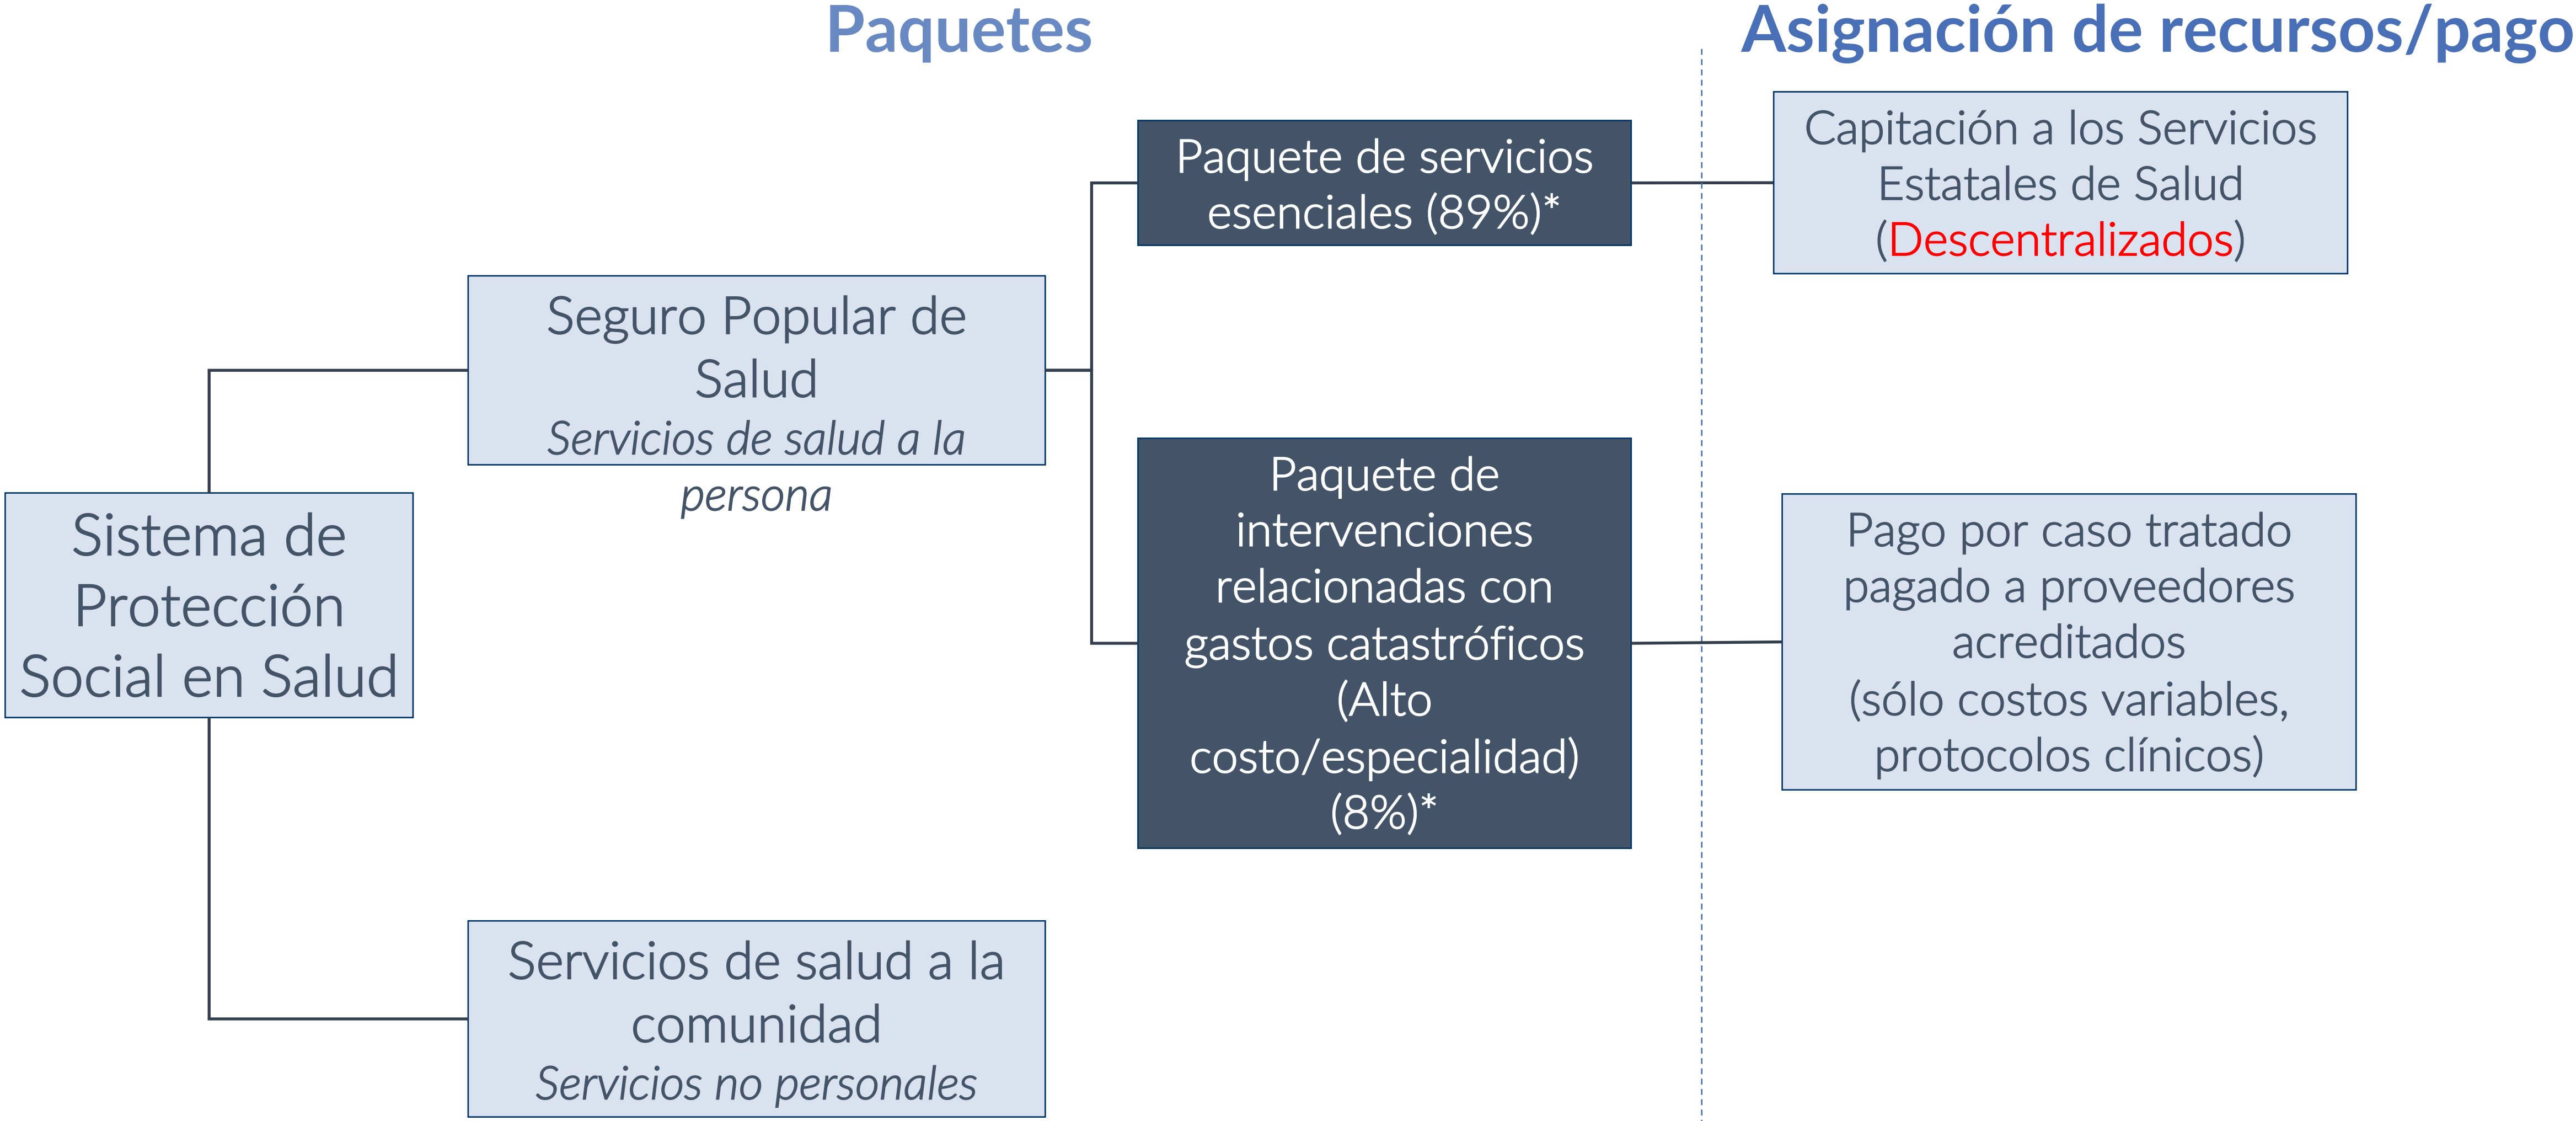 Paquetes
Asignación de recursos/pago
Sistema de
Protección
Social en Salud
Seguro Popular de
Salud
Servicios de salud a la
persona
Servicios de salud a la
comunidad
Servicios no personales
Paquete de servicios
esenciales (89%)*
Paquete de
intervenciones
relacionadas con
gastos catastróficos
(Alto
costo/especialidad)
(8%)*
Capitación a los Servicios
Estatales de Salud
(Descentralizados)
Pago por caso tratado
pagado a proveedores
acreditados
(sólo costos variables,
protocolos clínicos)